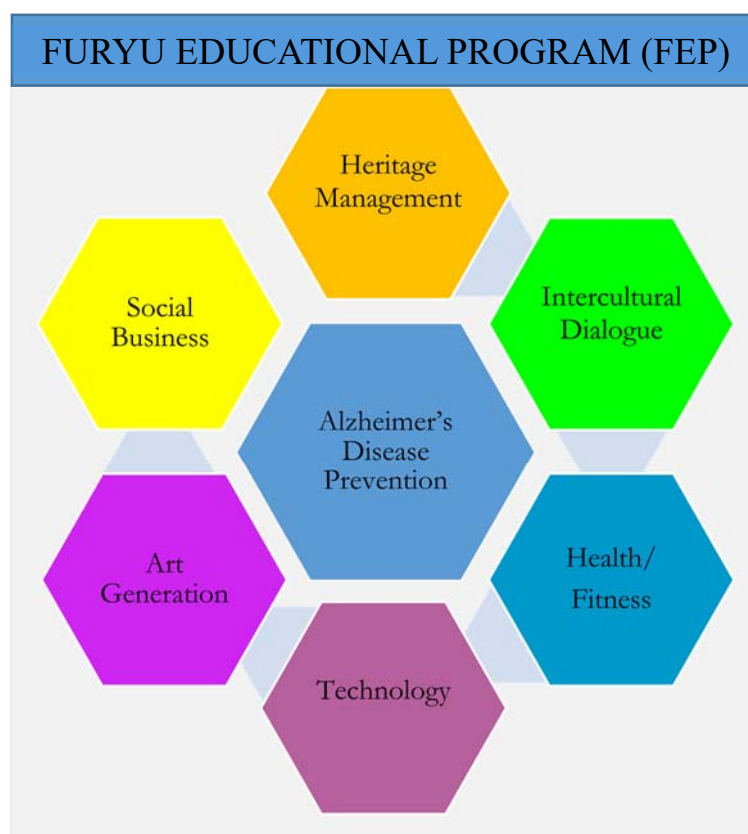 FURYU EDUCATIONAL PROGRAM (FEP)
Heritage
Management
Intercultural
Dialogue
Social
Business
Alzheimer’s
Disease
Prevention
Health/
Fitness
Art
Generation
Technology